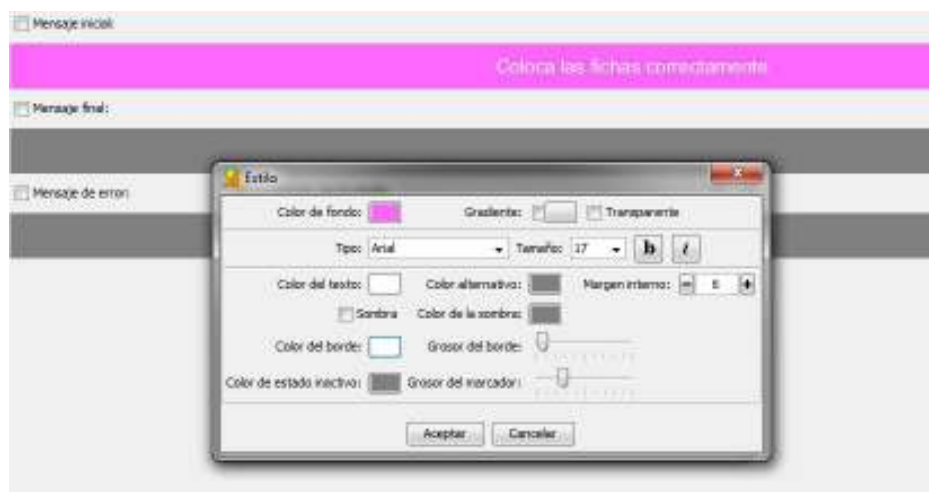 Mensaje inicial:
Coloca las fichas correctamente
Mensaje final:
Mensaje de error:
Estilo
Color de fondo: Gradiente: Transparente
Tipo: Arial Tamaño: 17 b i
Color del texto: Color alternativo: Margen interno: - 6 +
Sombra Color de la sombra:
Color del borde: Grosor del borde:
Color de estado inactivo: Grosor del marcador:
Aceptar Cancelar